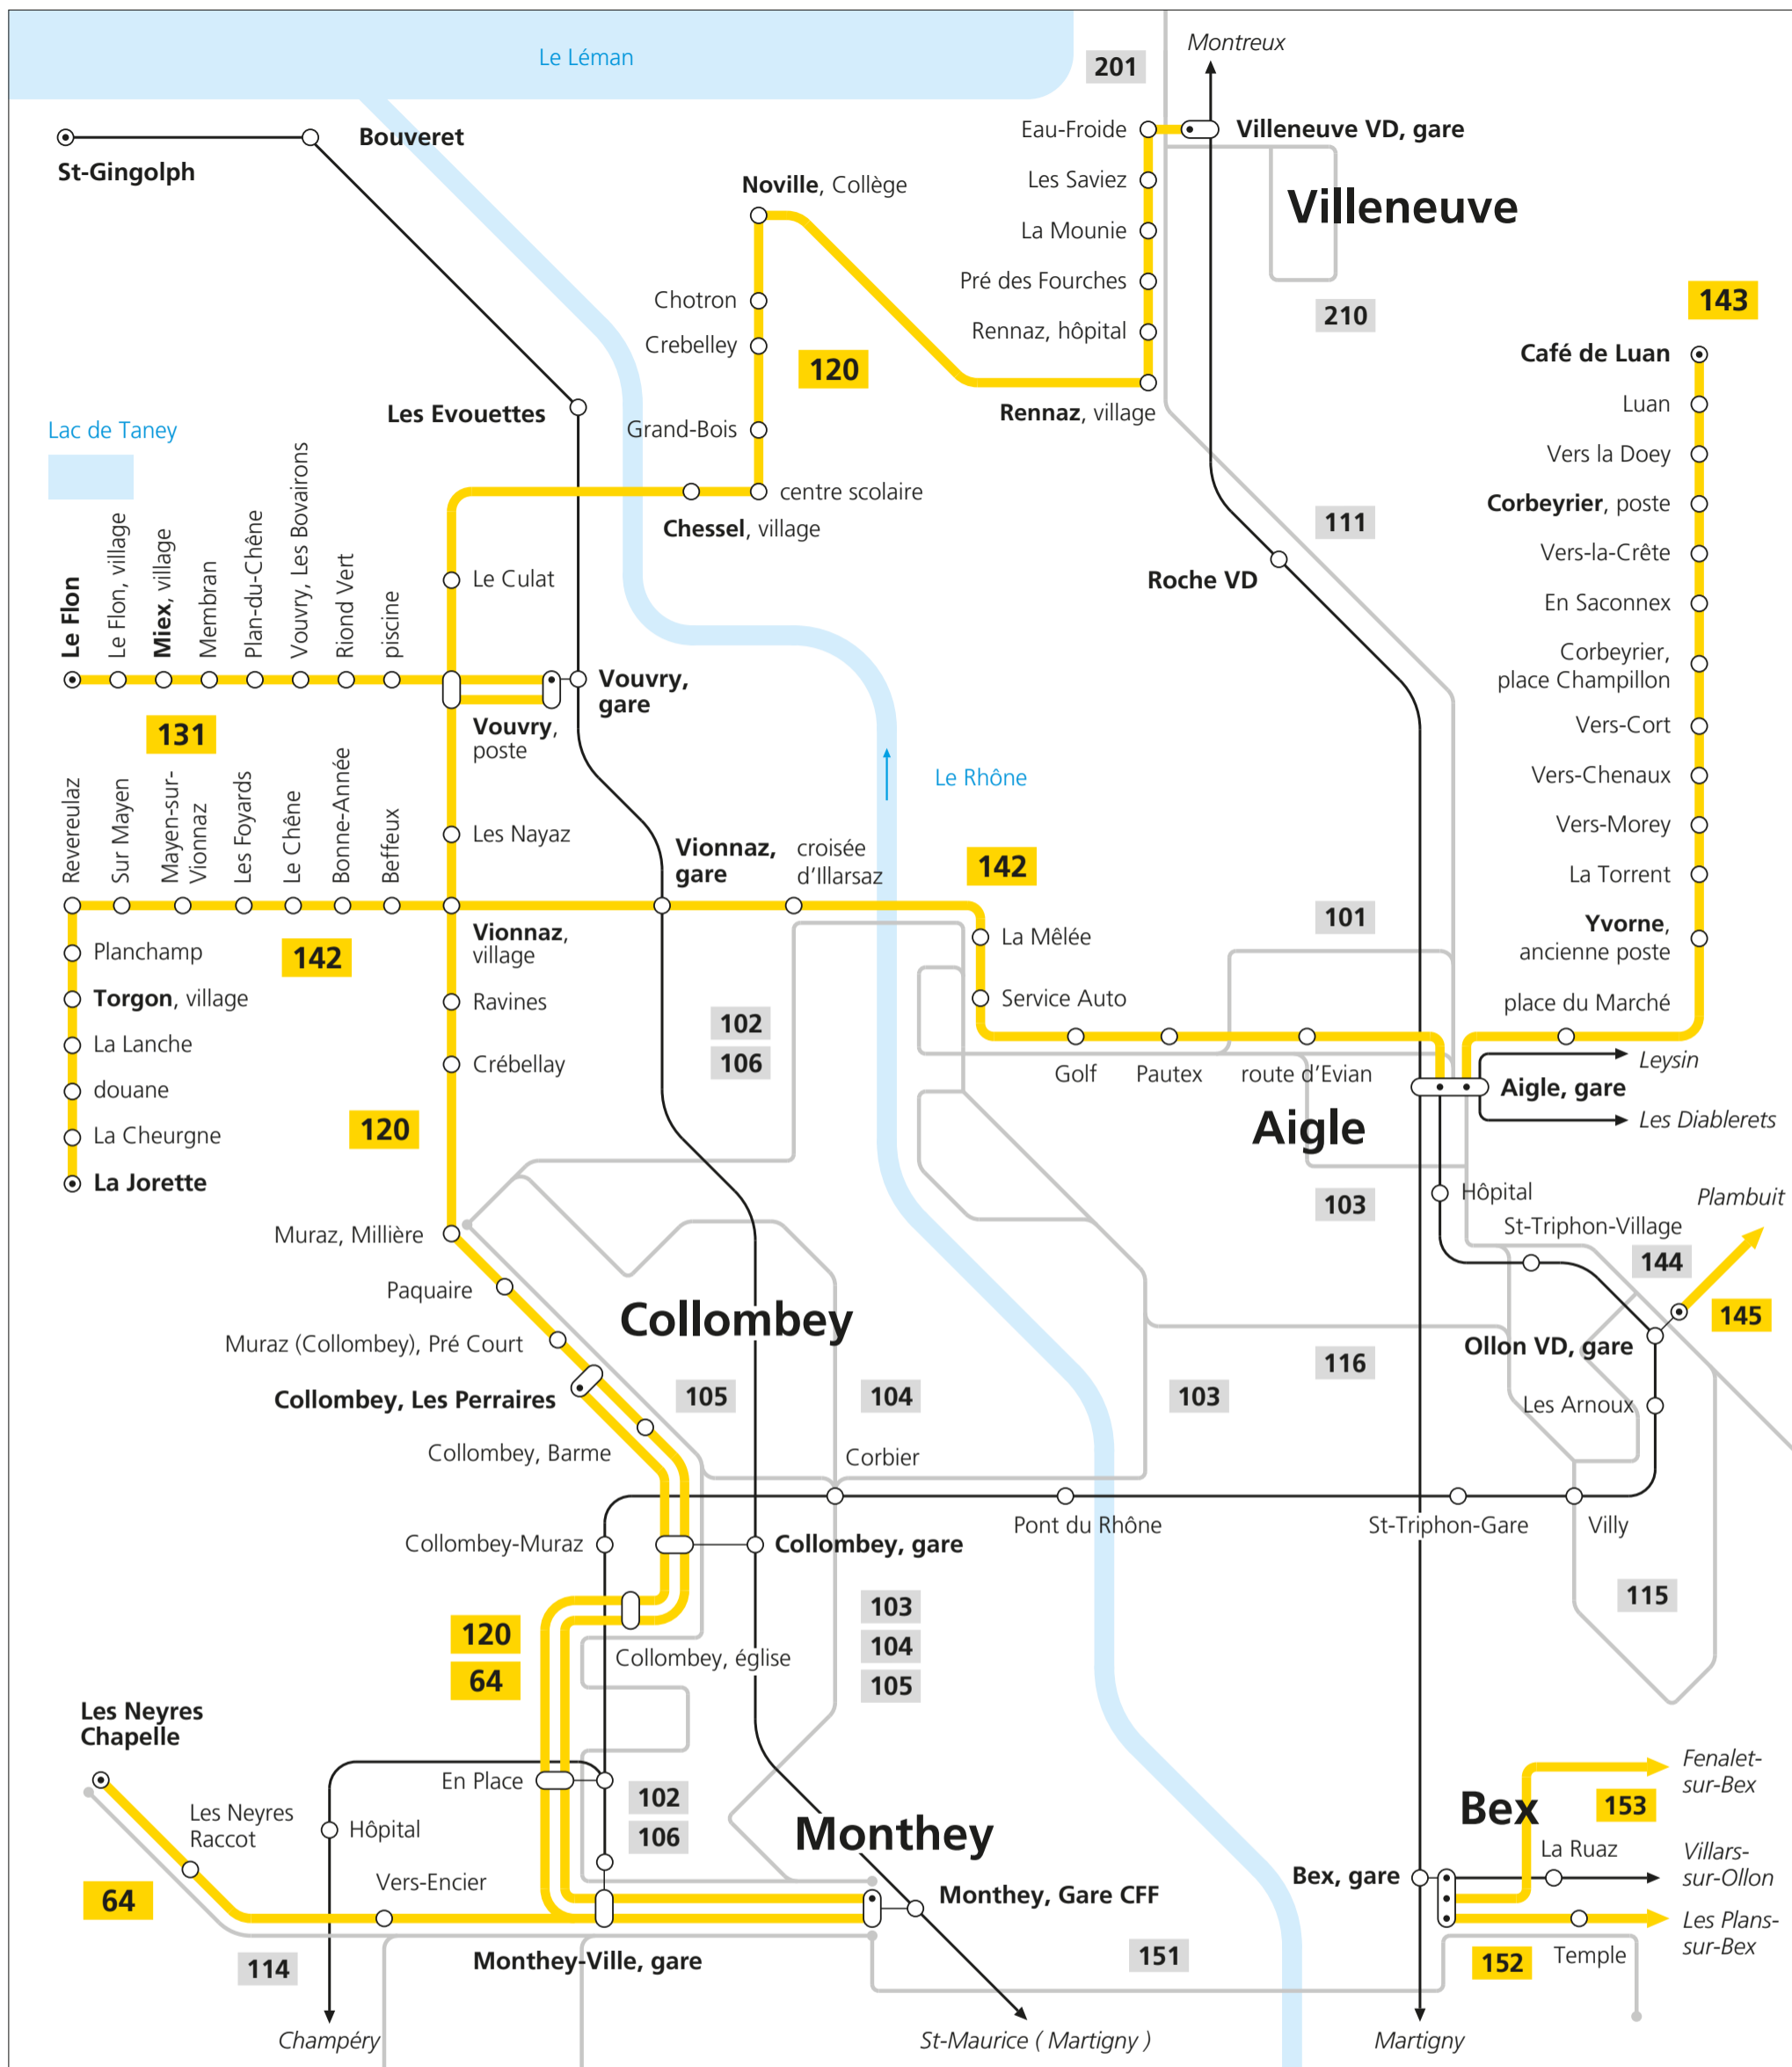 Le Léman
201
Montreux
St-Gingolph
Bouveret
Eau-Froide
Villeneuve VD, gare
Les Saviez
Villeneuve
La Mounie
Pré des Fourches
Rennaz, hôpital
Rennaz, village
210
Noville, Collège
Chotron
Crebelley
120
Grand-Bois
centre scolaire
Chessel, village
Les Evouettes
Lac de Taney
143
Café de Luan
Luan
Vers la Doey
Corbeyrier, poste
Vers-la-Crête
En Saconnex
Corbeyrier,
place Champillon
Vers-Cort
Vers-Chenaux
Vers-Morey
La Torrent
Yvorne,
ancienne poste
place du Marché
111
Roche VD
Le Flon
Le Flon, village
Miex, village
Membran
Plan-du-Chêne
Vouvry, Les Bovairons
Riond Vert
piscine
Le Culat
131
Vouvry,
gare
Vouvry,
poste
Le Rhône
Revereulaz
Sur Mayen
Mayen-sur-
Vionnaz
Les Foyards
Le Chêne
Bonne-Année
Beffeux
Les Nayaz
Vionnaz,
gare
croisée
d'Illarsaz
142
101
La Mêlée
Service Auto
Golf
Pautex
route d'Evian
Planchamp
142
Vionnaz,
village
Torgon, village
Ravines
La Lanche
Crébellay
douane
La Cheurgne
La Jorette
120
102
106
Leysin
Aigle, gare
Les Diablerets
Aigle
Hôpital
103
St-Triphon-Village
Plambuit
144
145
Ollon VD, gare
116
Les Arnoux
Muraz, Millière
Paquaire
Collombey
Muraz (Collombey), Pré Court
Collombey, Les Perraires
105
104
103
Collombey, Barme
Corbier
Pont du Rhône
St-Triphon-Gare
Villy
Collombey-Muraz
Collombey, gare
115
120
64
Collombey, église
103
104
105
Les Neyres
Chapelle
En Place
102
106
Les Neyres
Raccot
Hôpital
Monthey
64
Vers-Encier
Monthey, Gare CFF
Monthey-Ville, gare
114
151
Champéry
St-Maurice ( Martigny )
Bex
153
Fenalet-
sur-Bex
La Ruaz
Villars-
sur-Ollon
Bex, gare
Les Plans-
sur-Bex
152
Temple
Martigny